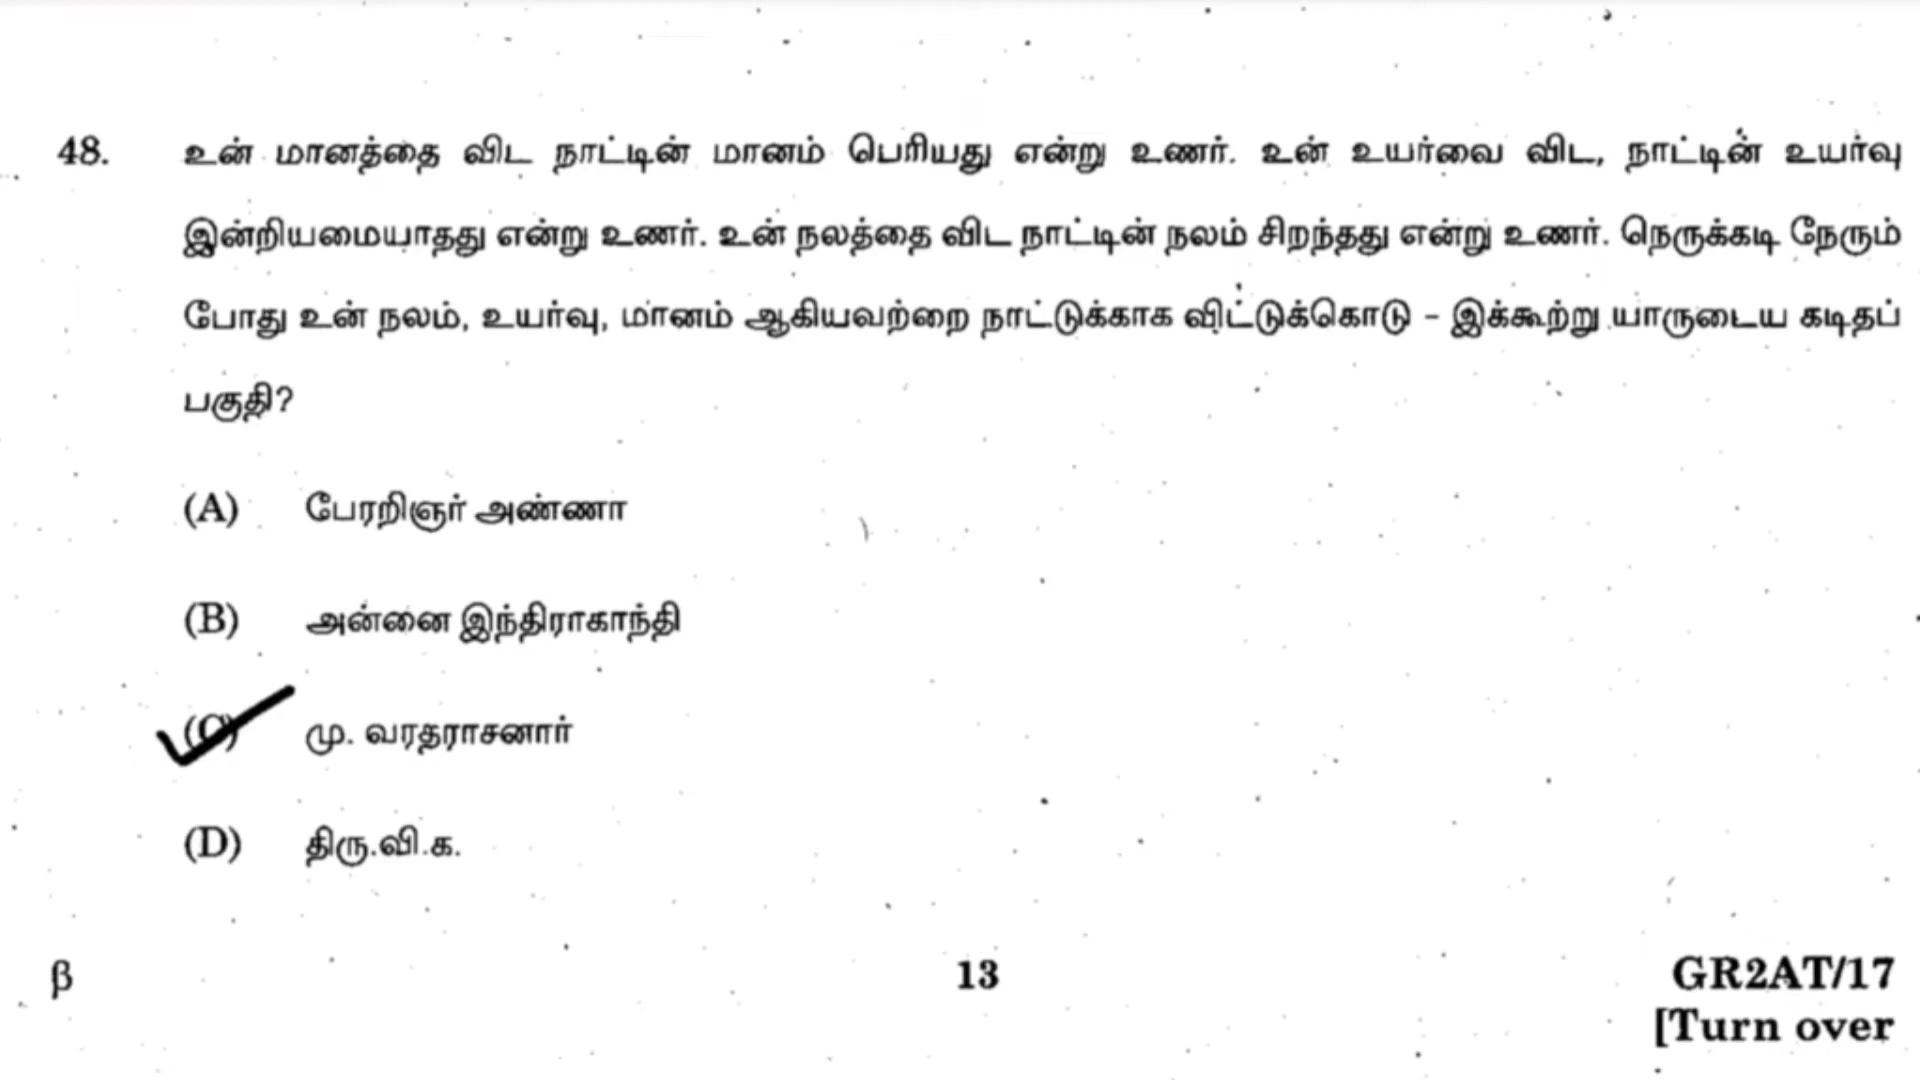 48. உன் மானத்தை விட நாட்டின் மானம் பெரியது என்று உணர். உன் உயர்வை விட, நாட்டின் உயர்வு
இன்றியமையாதது என்று உணர். உன் நலத்தை விட நாட்டின் நலம் சிறந்தது என்று உணர். நெருக்கடி நேரும்
போது உன் நலம், உயர்வு, மானம் ஆகியவற்றை நாட்டுக்காக விட்டுக்கொடு – இக்கூற்று யாருடைய கடிதப்
பகுதி?
(A) பேரறிஞர் அண்ணா
(B) அன்னை இந்திராகாந்தி
(C) மு. வரதராசனார்
(D) திரு.வி.க.
β 13 GR2AT/17
[Turn over